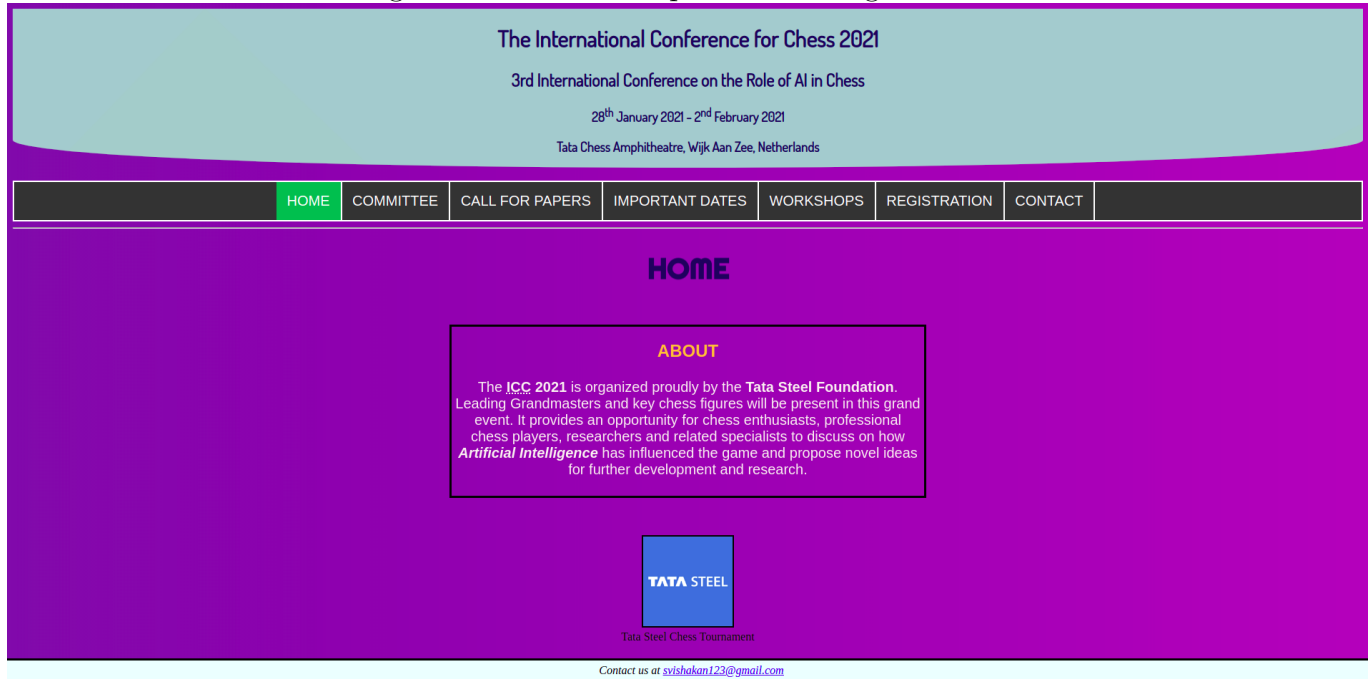 The International Conference for Chess 2021
3rd International Conference on the Role of AI in Chess
28th January 2021 - 2nd February 2021
Tata Chess Amphitheatre, Wijk Aan Zee, Netherlands
HOME COMMITTEE CALL FOR PAPERS IMPORTANT DATES WORKSHOPS REGISTRATION CONTACT
HOME
ABOUT
The ICC 2021 is organized proudly by the Tata Steel Foundation.
Leading Grandmasters and key chess figures will be present in this grand
event. It provides an opportunity for chess enthusiasts, professional
chess players, researchers and related specialists to discuss on how
Artificial Intelligence has influenced the game and propose novel ideas
for further development and research.
TATA STEEL
Tata Steel Chess Tournament
Contact us at svishakan123@gmail.com